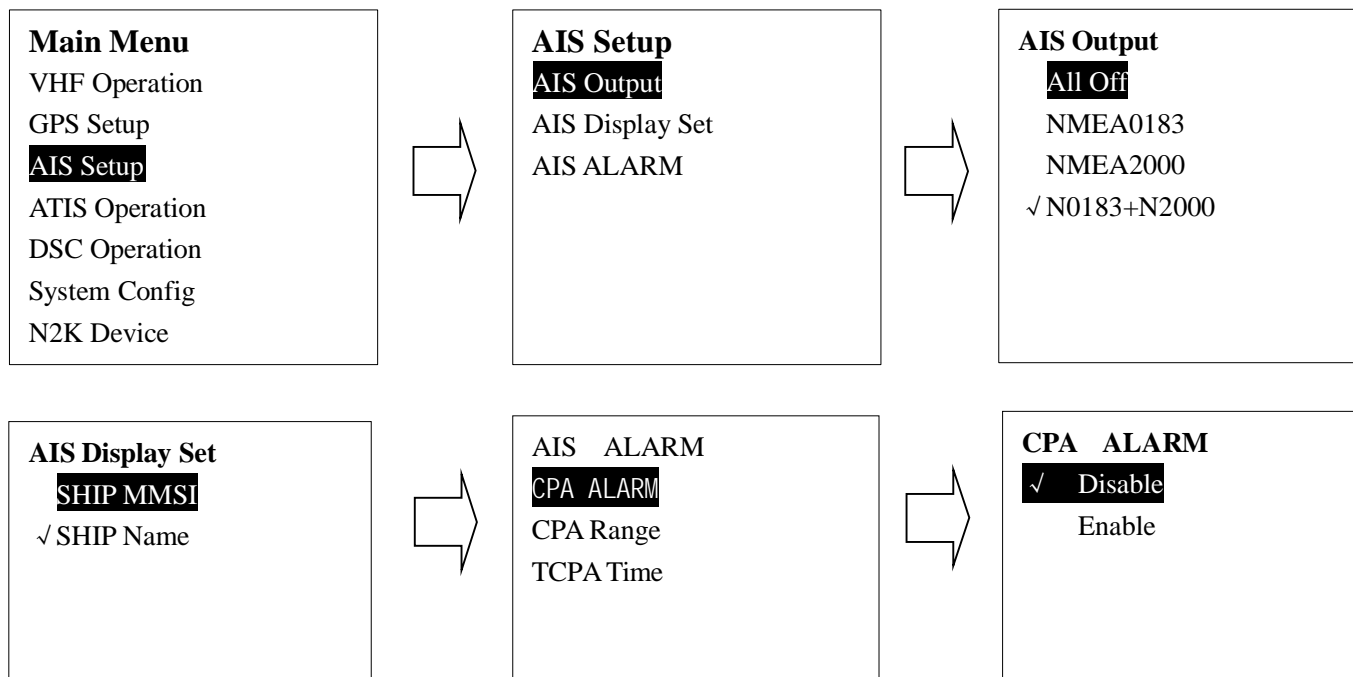 Main Menu
VHF Operation
GPS Setup
AIS Setup
ATIS Operation
DSC Operation
System Config
N2K Device
AIS Setup
AIS Output
AIS Display Set
AIS ALARM
AIS Output
All Off
NMEA0183
NMEA2000
√ N0183+N2000
AIS Display Set
SHIP MMSI
√ SHIP Name
AIS ALARM
CPA ALARM
CPA Range
TCPA Time
CPA ALARM
√ Disable
Enable